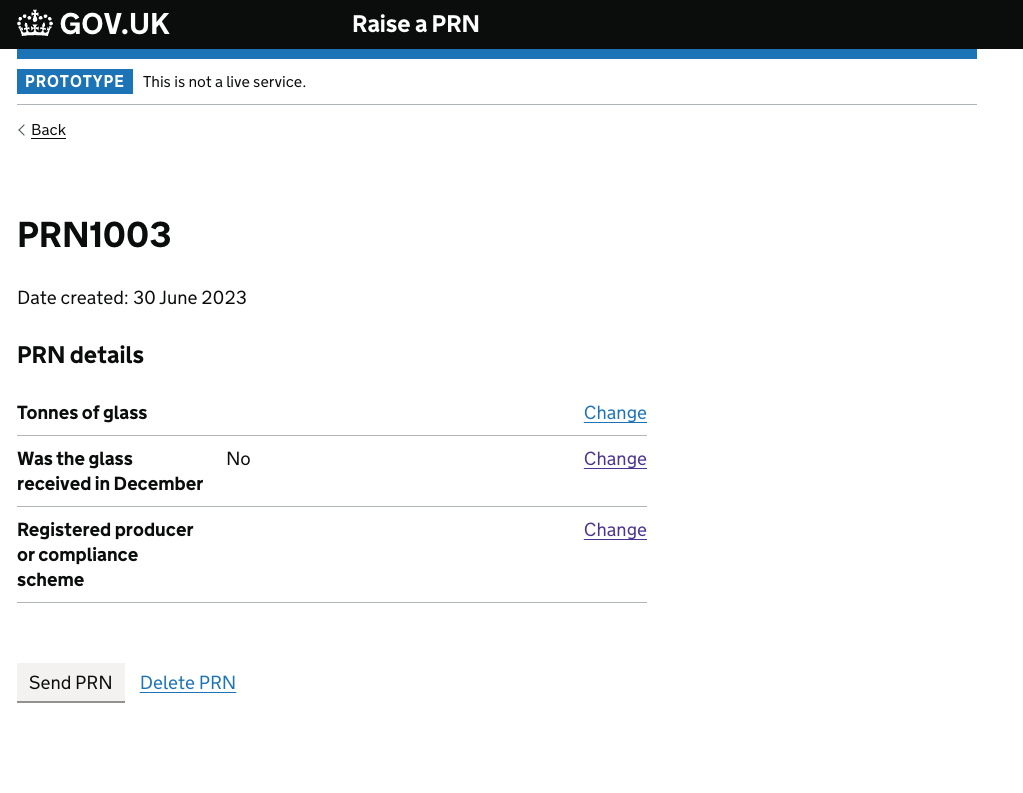 GOV.UK Raise a PRN
PROTOTYPE This is not a live service.
Back
PRN1003
Date created: 30 June 2023
PRN details
Tonnes of glass Change
Was the glass No Change
received in December
Registered producer Change
or compliance
scheme
Send PRN Delete PRN